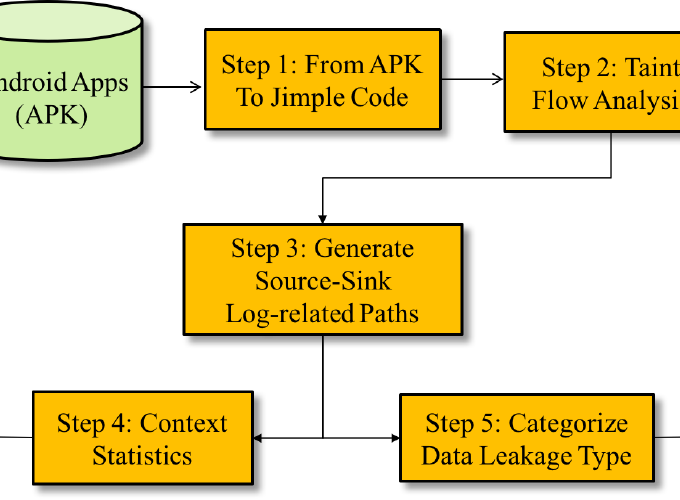 ndroid Apps
(APK)
Step 1: From APK
To Jimple Code
Step 2: Taint
Flow Analysi
Step 3: Generate
Source-Sink
Log-related Paths
Step 4: Context
Statistics
Step 5: Categorize
Data Leakage Type